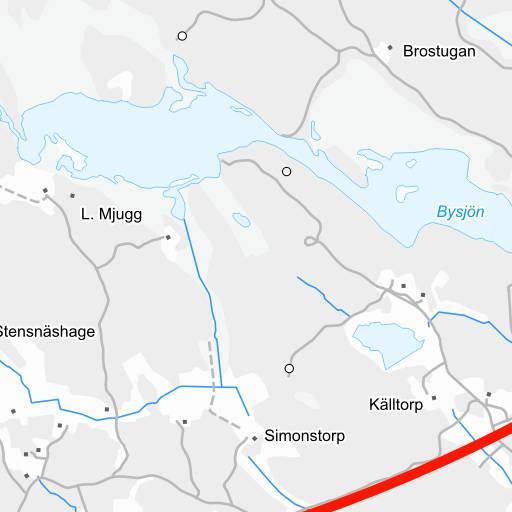 Brostugan
L. Mjugg
Bysjön
Stensnäshage
Källtorp
Simonstorp